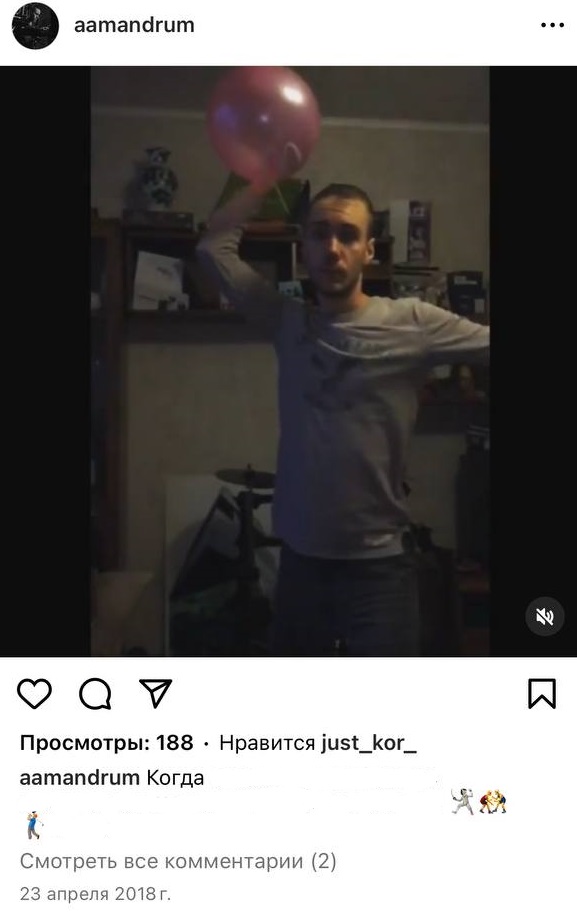 aamandrum
Просмотры: 188 · Нравится just_kor_
aamandrum Когда
🤺🤼
🏌️
Смотреть все комментарии (2)
23 апреля 2018 г.